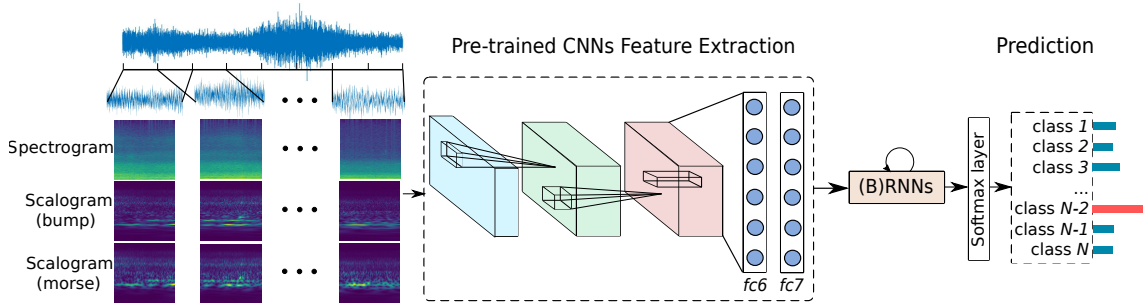 Pre-trained CNNs Feature Extraction
Prediction
Spectrogram
Scalogram
(bump)
Scalogram
(morse)
fc6
fc7
(B)RNNs
Softmax layer
class 1
class 2
class 3
...
class N-2
class N-1
class N